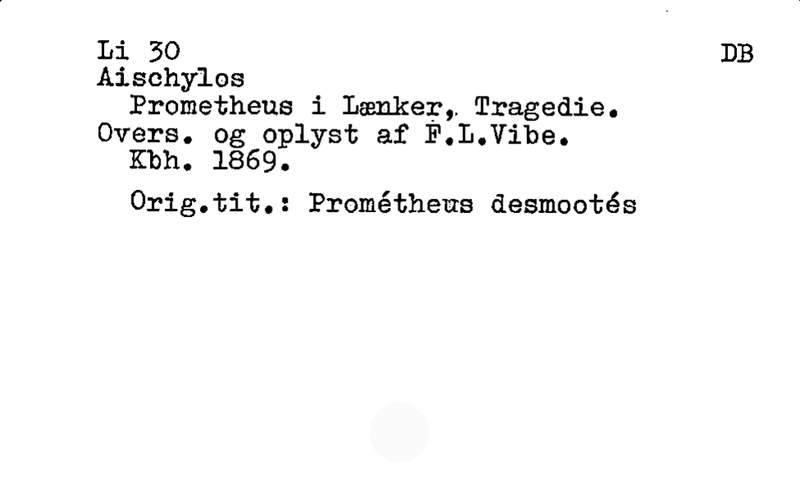 Li 30 DB
Aischylos
Prometheus i Lænker, Tragedie.
Overs. og oplyst af F.L.Vibe.
Kbh. 1869.
Orig.tit.: Prométheus desmootés